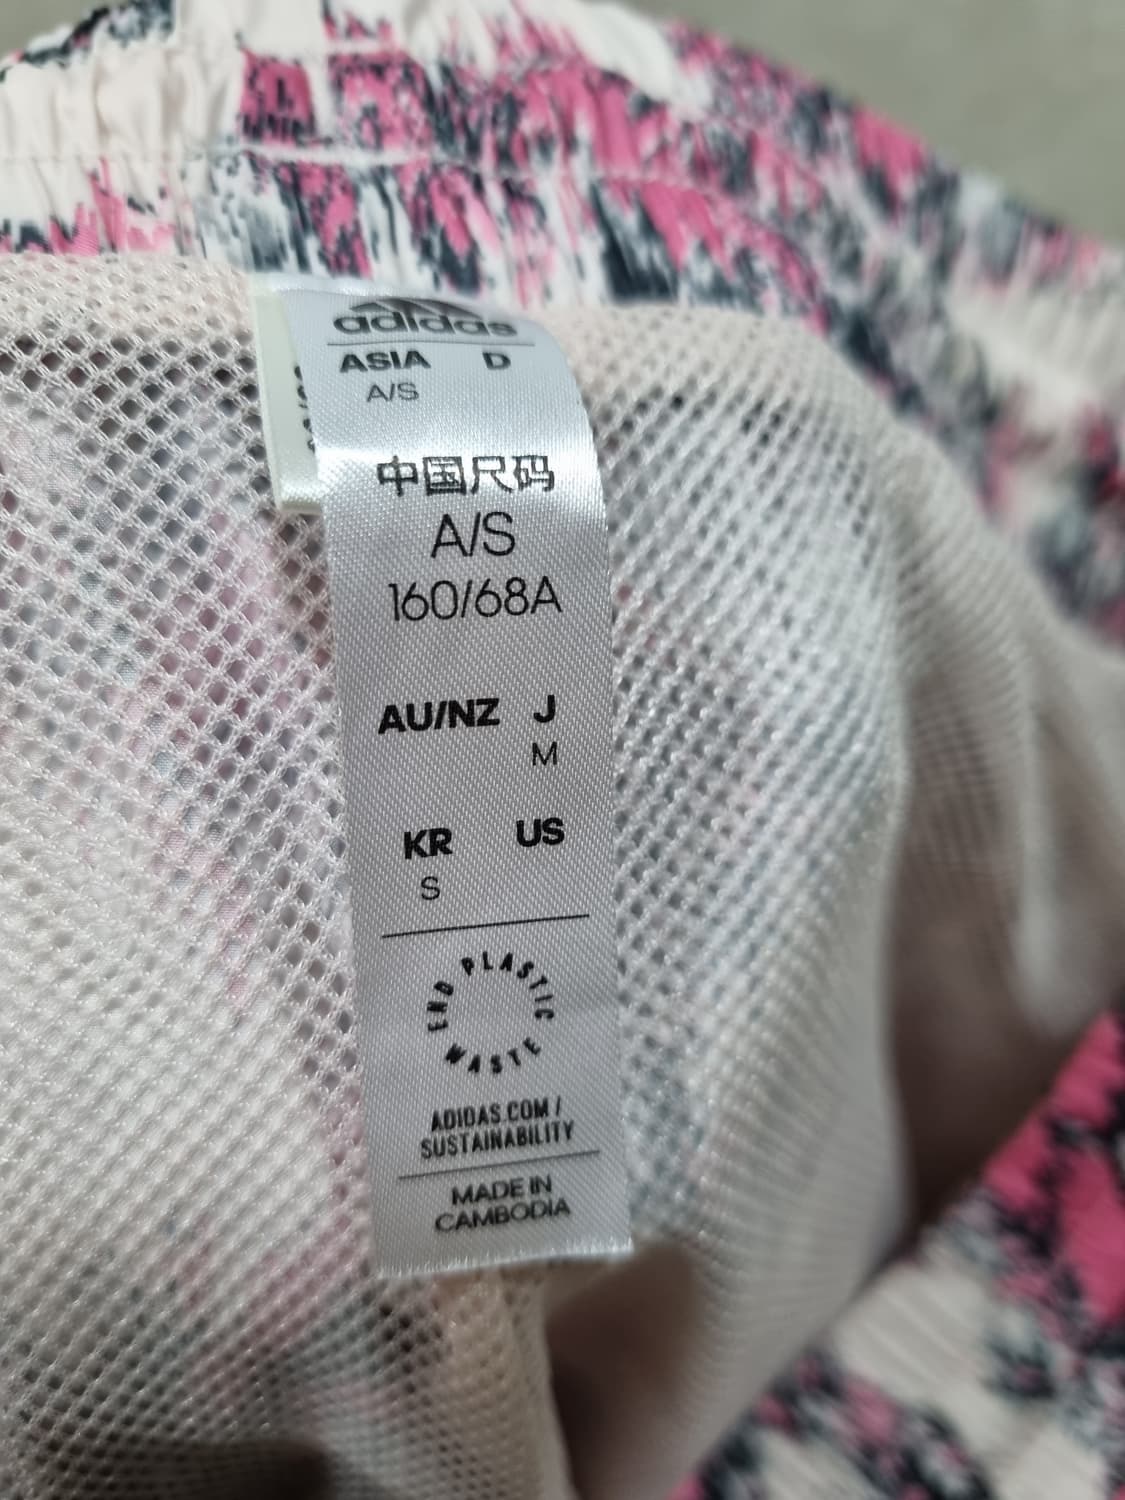 adidas
ASIA D
A/S
中国尺码
A/S
160/68A
AU/NZ J
M
KR US
S
END PLASTIC WASTE
ADIDAS.COM/
SUSTAINABILITY
MADE IN
CAMBODIA